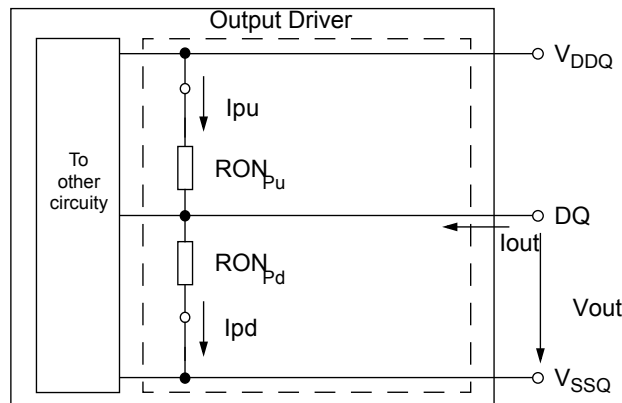 Output Driver
VDDQ
Ipu
To
other
circuity
RONPu
DQ
Iout
RONPd
Vout
Ipd
VSSQ